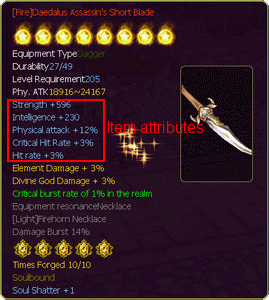 [Fire]Daedalus Assassin's Short Blade
Equipment TypeDagger
Durability27/49
Level Requirement205
Phy. ATK18916~24167
Strength +596
Intelligence +230
Physical attack +12%
Item attributes
Critical Hit Rate +3%
Hit rate +3%
Element Damage + 3%
Divine God Damage + 3%
Critical burst rate of 1% in the realm
Equipment resonanceNecklace
[Light]Firehorn Necklace
Damage Burst 14%
Times Forged 10/10
Soulbound
Soul Shatter +1